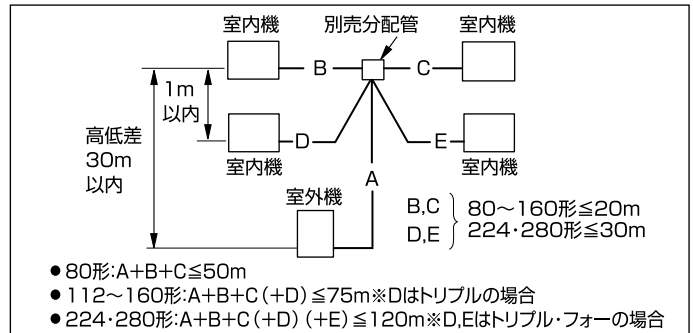 室内機
別売分配管
室内機
B
C
1m
以内
高低差
30m
以内
D
E
室内機
室内機
A
室外機
B,C
D,E
80～160形≦20m
224・280形≦30m
●80形:A+B+C≦50m
●112～160形:A+B+C(+D)≦75m※Dはトリプルの場合
●224・280形:A+B+C(+D)(+E)≦120m※D,Eはトリプル・フォーの場合